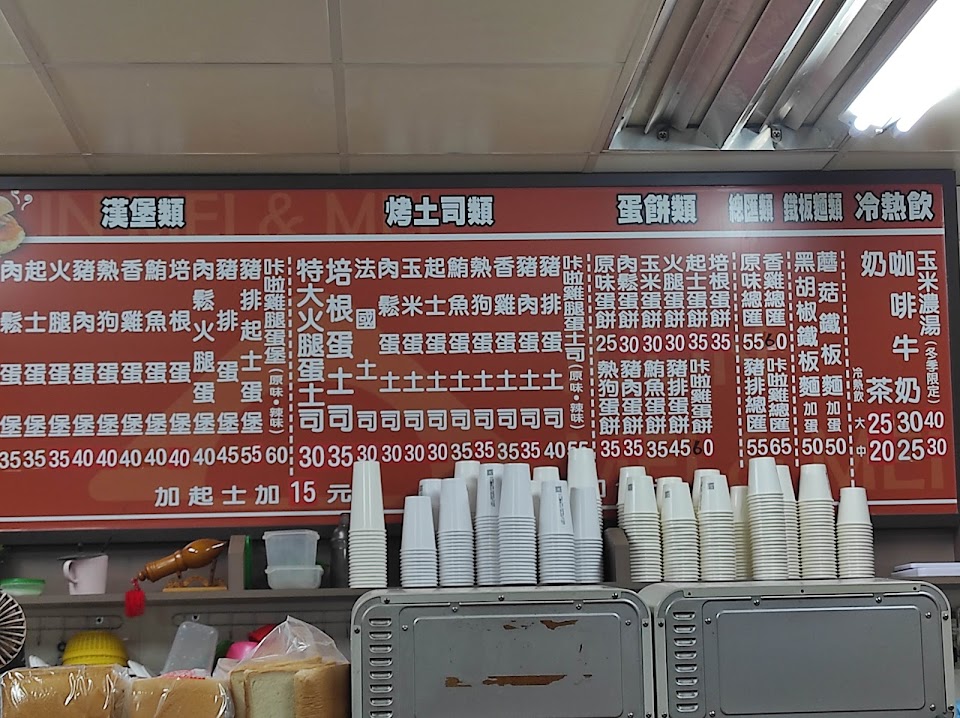 漢堡類
肉鬆蛋堡 35
起士蛋堡 35
火腿蛋堡 35
豬肉蛋堡 40
熱狗蛋堡 40
香雞蛋堡 40
鮪魚蛋堡 40
培根蛋堡 40
肉鬆火腿蛋堡 40
豬排蛋堡 45
豬排起士蛋堡 55
咔啦雞腿蛋堡(原味·辣味) 60
加起士加 15 元
烤土司類
特大火腿蛋土司 30
培根蛋土司 35
法國土司 30
肉鬆蛋土司 30
玉米蛋土司 30
起士蛋土司 30
鮪魚蛋土司 35
熱狗蛋土司 35
香雞蛋土司 35
豬肉蛋土司 35
豬排蛋土司 40
咔啦雞腿蛋土司(原味·辣味) 55
蛋餅類
原味蛋餅 25
肉鬆蛋餅 30
玉米蛋餅 30
火腿蛋餅 30
起士蛋餅 35
培根蛋餅 35
熱狗蛋餅 35
豬肉蛋餅 35
鮪魚蛋餅 35
豬排蛋餅 45
咔啦雞蛋餅 60
總匯類
原味總匯 55
香雞總匯 60
豬排總匯 55
咔啦雞總匯 65
鐵板麵類
黑胡椒鐵板麵加蛋 50
蘑菇鐵板麵加蛋 50
冷熱飲
冷熱飲 大 中
奶茶 25 20
咖啡牛奶 30 25
玉米濃湯(冬季限定) 40 30